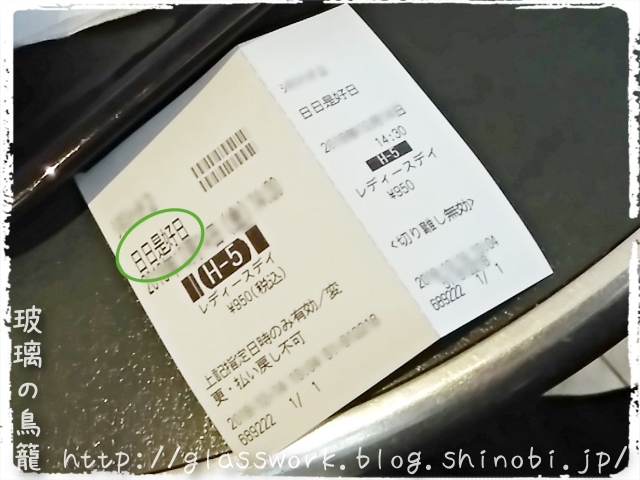 日日是好日
(H-5)
レディースデイ
¥950(税込)
上記指定日時のみ有効/変
更・払い戻し不可
689222 1/ 1
日日是好日
14:30
H-5
レディースデイ
¥950
<切り離し無効>
689222 1/ 1
玻璃の鳥籠 http://glasswork.blog.shinobi.jp/